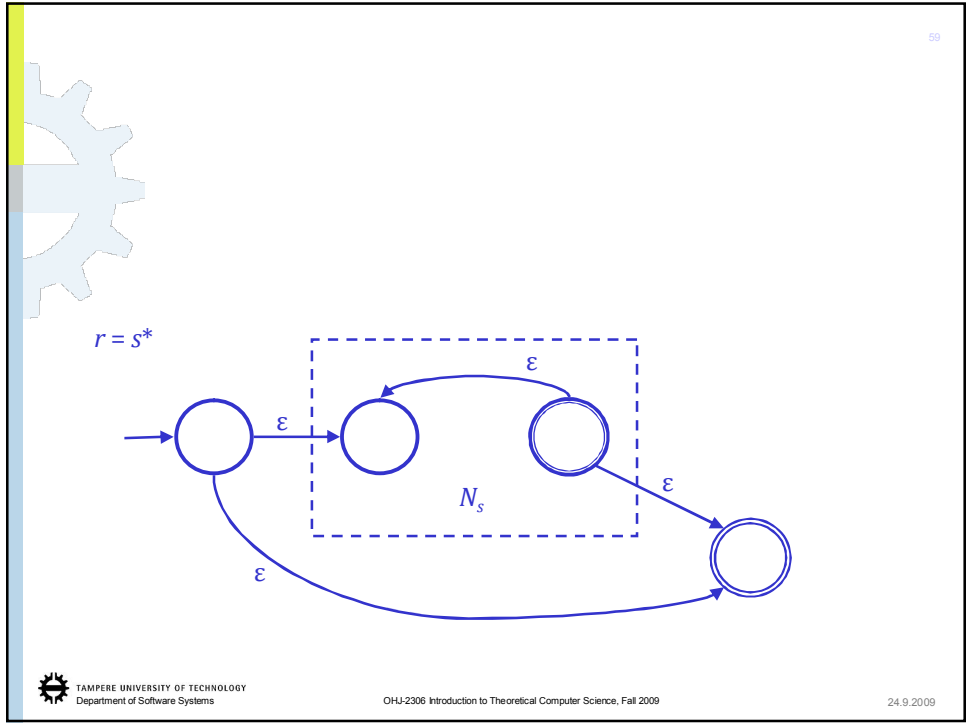 59
r = s*
ε
ε
ε
N_s
ε
TAMPERE UNIVERSITY OF TECHNOLOGY
Department of Software Systems
OHJ-2306 Introduction to Theoretical Computer Science, Fall 2009
24.9.2009